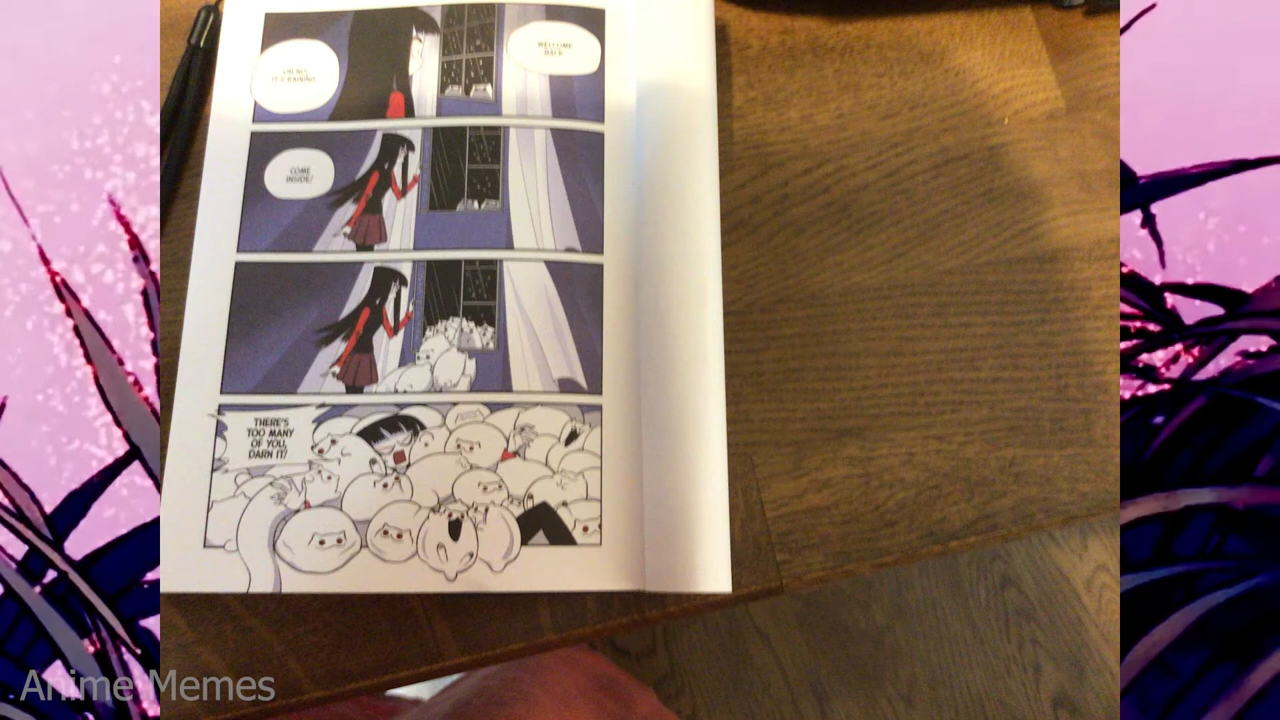 WELCOME
BACK
OH NO,
IT'S RAINING.
COME
INSIDE!
THERE'S
TOO MANY
OF YOU,
DARN IT!
Anime Memes